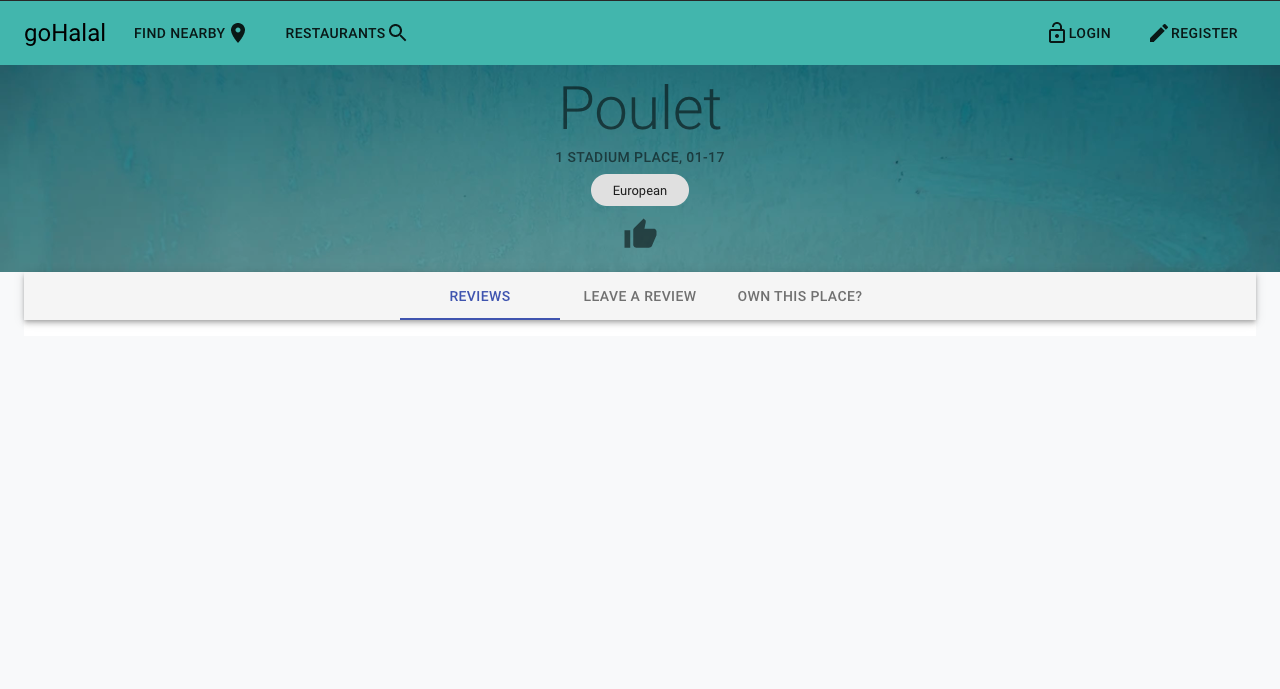 goHalal FIND NEARBY RESTAURANTS LOGIN REGISTER
Poulet
1 STADIUM PLACE, 01-17
European
REVIEWS LEAVE A REVIEW OWN THIS PLACE?